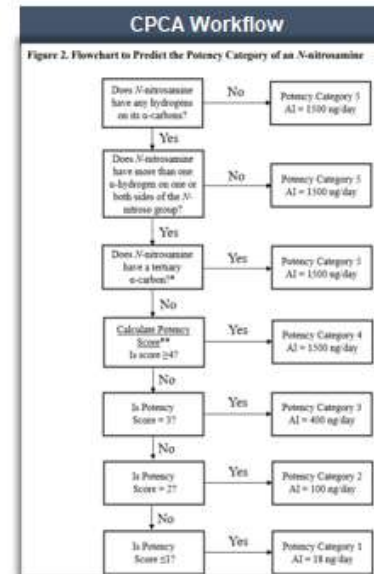 CPCA Workflow
Figure 2. Flowchart to Predict the Potency Category of an N-nitrosamine
Does N-nitrosamine
have any hydrogens
on its α-carbons?
No
Potency Category 5
AI = 1500 ng/day
Yes
Does N-nitrosamine
have more than one
α-hydrogen on one or
both sides of the N-
nitroso group?
No
Potency Category 5
AI = 1500 ng/day
Yes
Does N-nitrosamine
have a tertiary
α-carbon?*
Yes
Potency Category 5
AI = 1500 ng/day
No
Calculate Potency
Score**
Is score ≥4?
Yes
Potency Category 4
AI = 1500 ng/day
No
Is Potency
Score = 3?
Yes
Potency Category 3
AI = 400 ng/day
No
Is Potency
Score = 2?
Yes
Potency Category 2
AI = 100 ng/day
No
Is Potency
Score ≤1?
Yes
Potency Category 1
AI = 18 ng/day